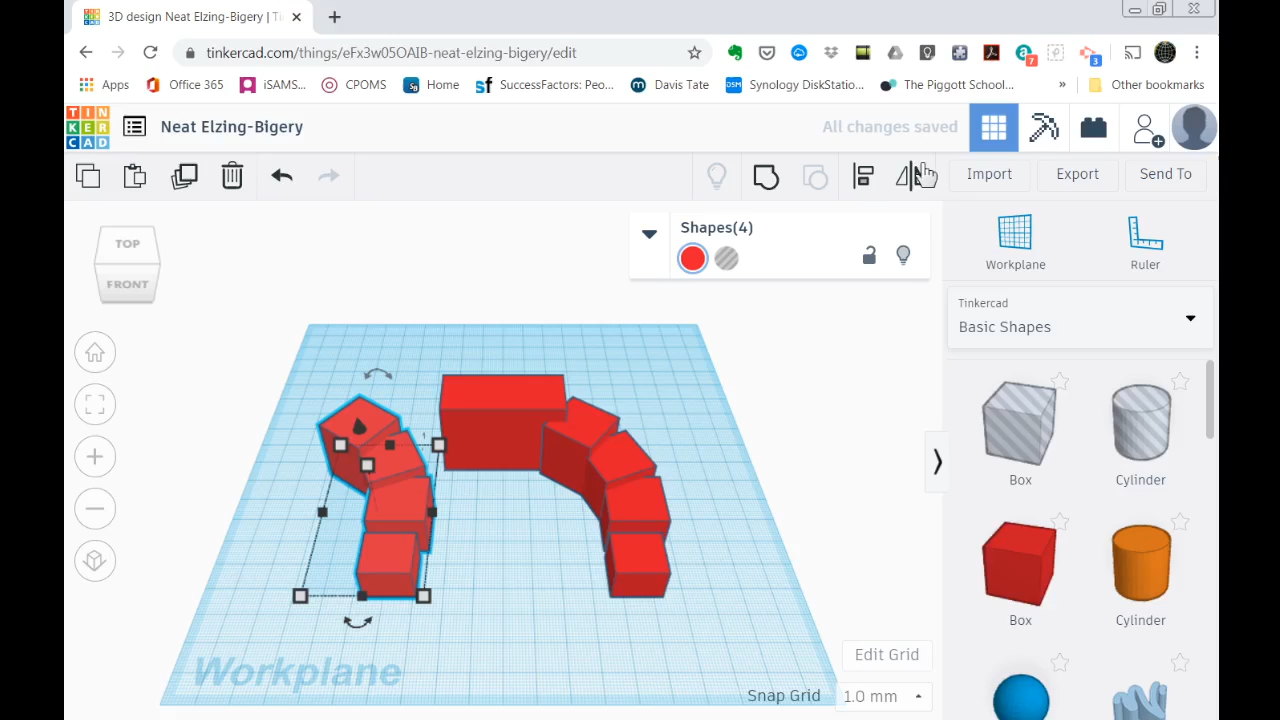 3D design Neat Elzing-Bigery | Ti
tinkercad.com/things/eFx3w05OAIB-neat-elzing-bigery/edit
7
3
Apps
Office 365
iSAMS...
CPOMS
Home
SuccessFactors: Peo...
Davis Tate
DSM
Synology DiskStatio...
The Piggott School...
»
Other bookmarks
TIN
KER
CAD
Neat Elzing-Bigery
All changes saved
Import
Export
Send To
Shapes(4)
TOP
FRONT
Workplane
Ruler
Tinkercad
Basic Shapes
Box
Cylinder
Box
Cylinder
Workplane
Edit Grid
Snap Grid 1.0 mm